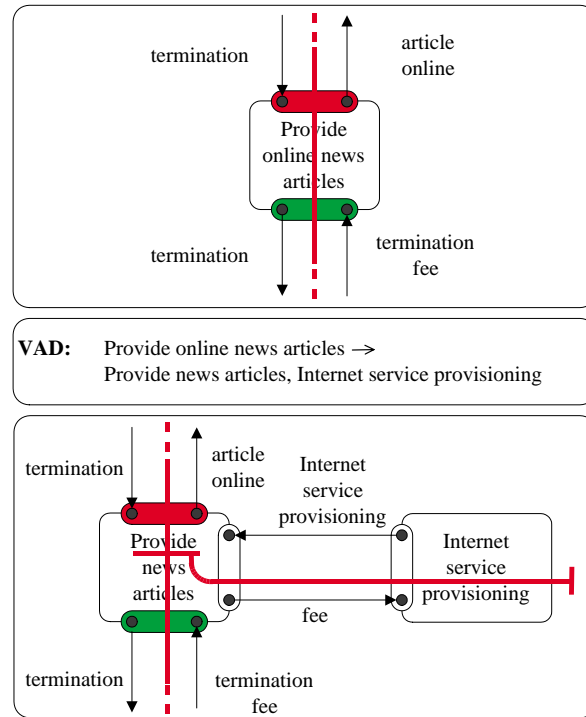 termination
article
online
Provide
online news
articles
termination
termination
fee
VAD: Provide online news articles →
Provide news articles, Internet service provisioning
termination
article
online
Internet
service
provisioning
Provide
news
articles
Internet
service
provisioning
fee
termination
termination
fee